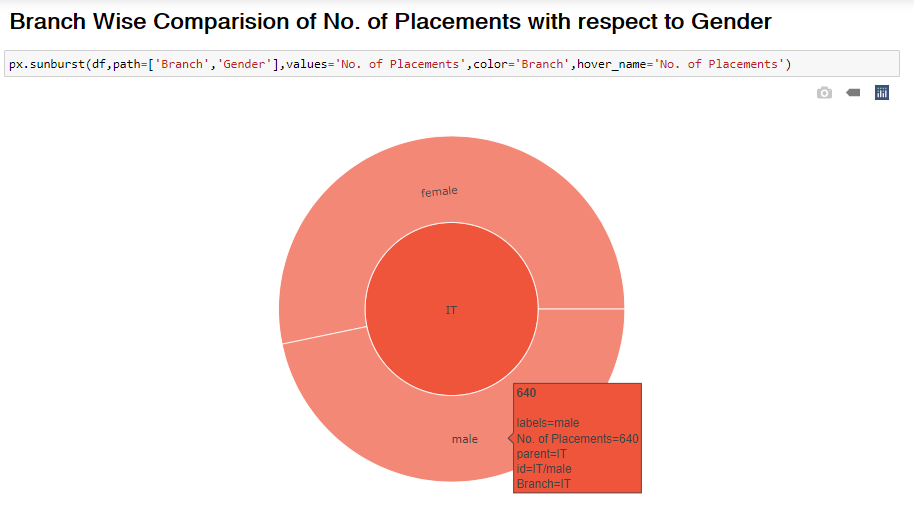 Branch Wise Comparision of No. of Placements with respect to Gender
px.sunburst(df,path=['Branch','Gender'],values='No. of Placements',color='Branch',hover_name='No. of Placements')
female
IT
male
640
labels=male
No. of Placements=640
parent=IT
id=IT/male
Branch=IT